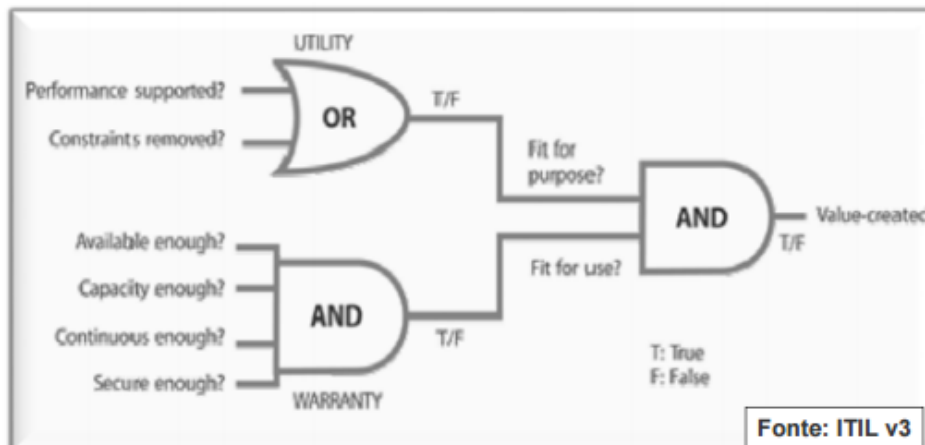 UTILITY
Performance supported?
OR
T/F
Constraints removed?
Fit for
purpose?
AND
Value-created
T/F
Available enough?
Fit for use?
Capacity enough?
AND
Continuous enough?
T/F
Secure enough?
T: True
F: False
WARRANTY
Fonte: ITIL v3